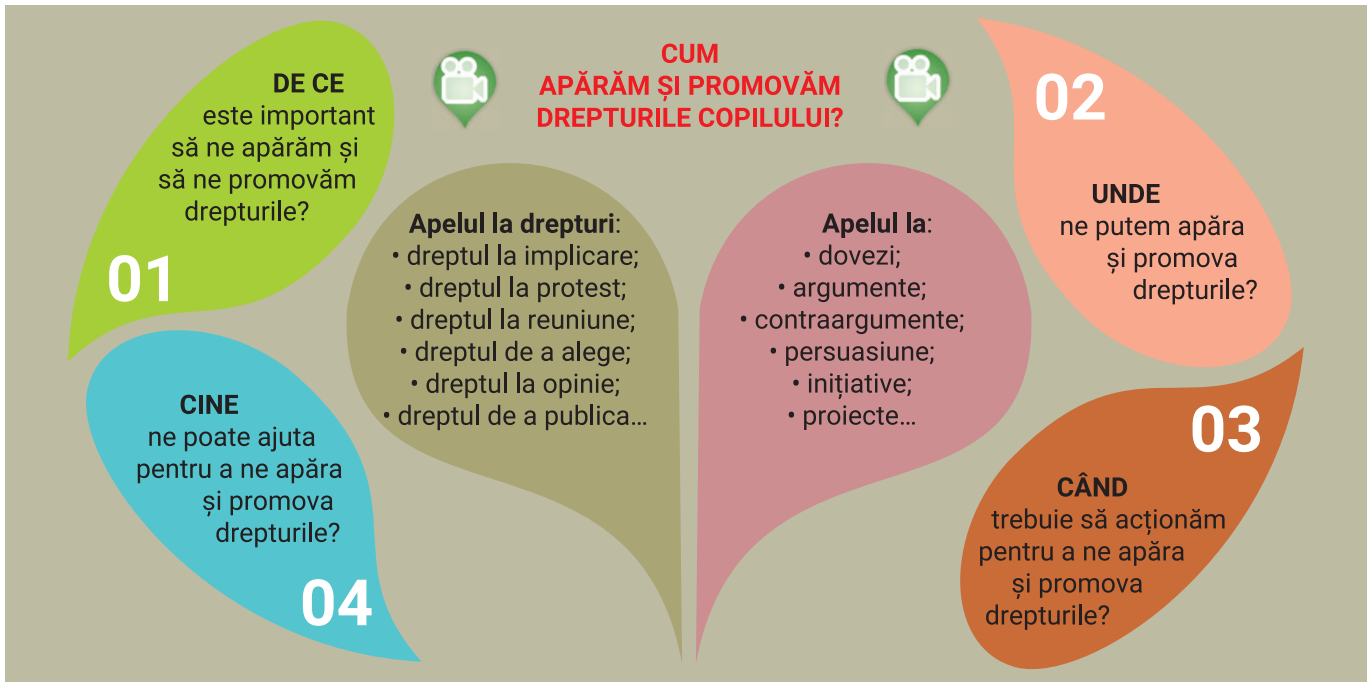 CUM
APĂRĂM ȘI PROMOVĂM
DREPTURILE COPILULUI?
DE CE
este important
să ne apărăm și
să ne promovăm
drepturile?
01
02
UNDE
ne putem apăra
și promova
drepturile?
03
CÂND
trebuie să acționăm
pentru a ne apăra
și promova
drepturile?
CINE
ne poate ajuta
pentru a ne apăra
și promova
drepturile?
04
Apelul la drepturi:
• dreptul la implicare;
• dreptul la protest;
• dreptul la reuniune;
• dreptul de a alege;
• dreptul la opinie;
• dreptul de a publica...
Apelul la:
• dovezi;
• argumente;
• contraargumente;
• persuasiune;
• inițiative;
• proiecte...